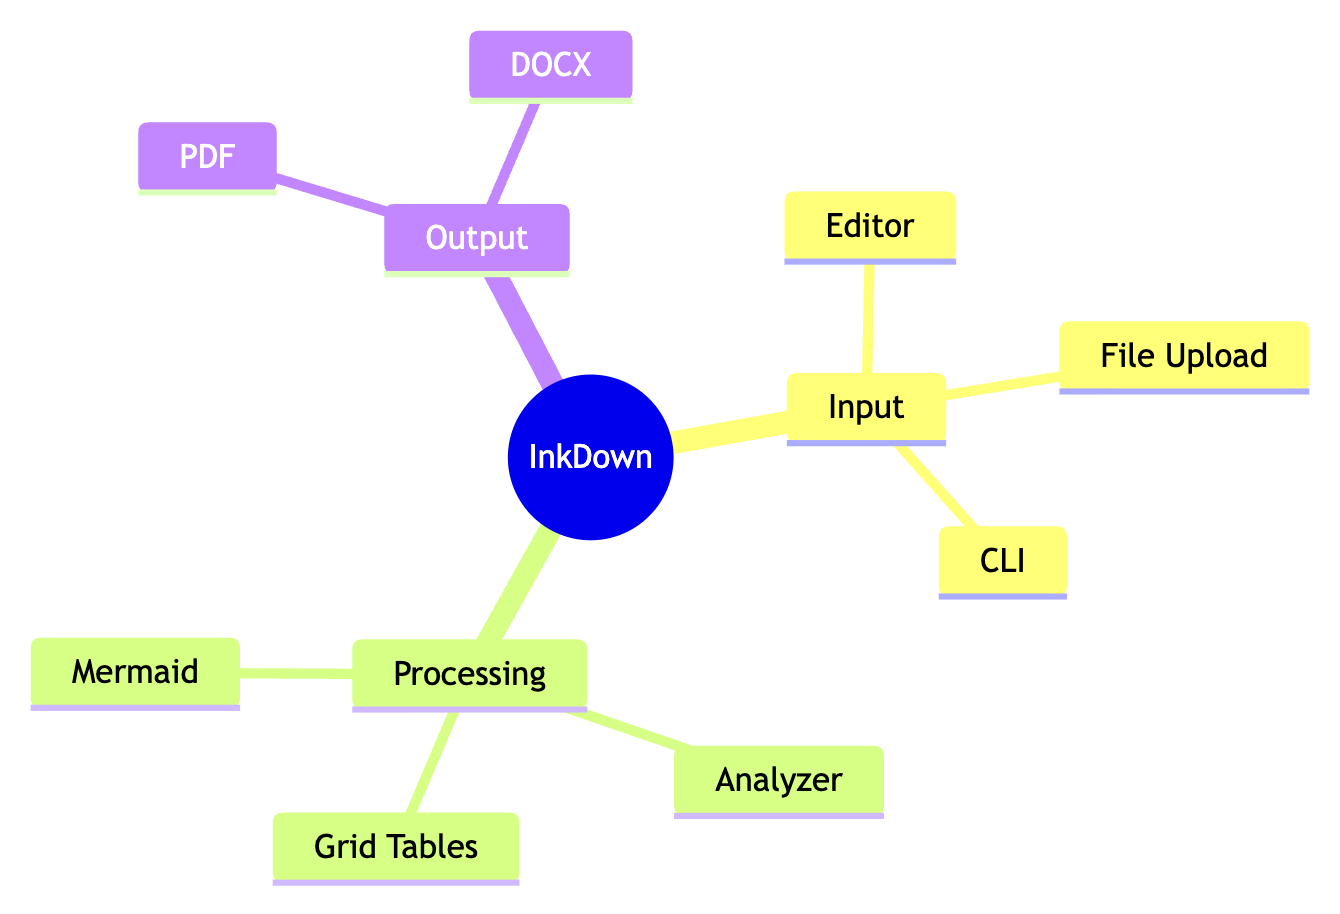 DOCX
PDF
Output
Editor
File Upload
Input
InkDown
CLI
Mermaid
Processing
Analyzer
Grid Tables